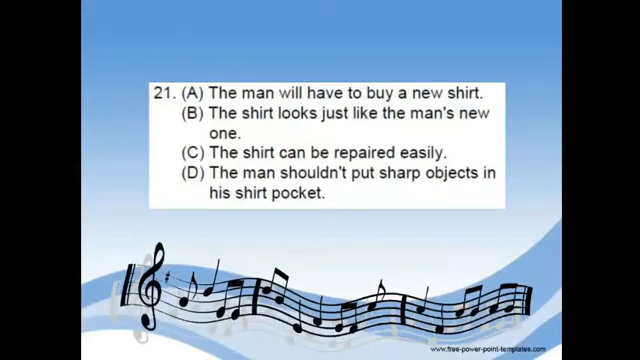 21. (A) The man will have to buy a new shirt.
(B) The shirt looks just like the man's new
one.
(C) The shirt can be repaired easily.
(D) The man shouldn't put sharp objects in
his shirt pocket.
www.free-power-point-templates.com